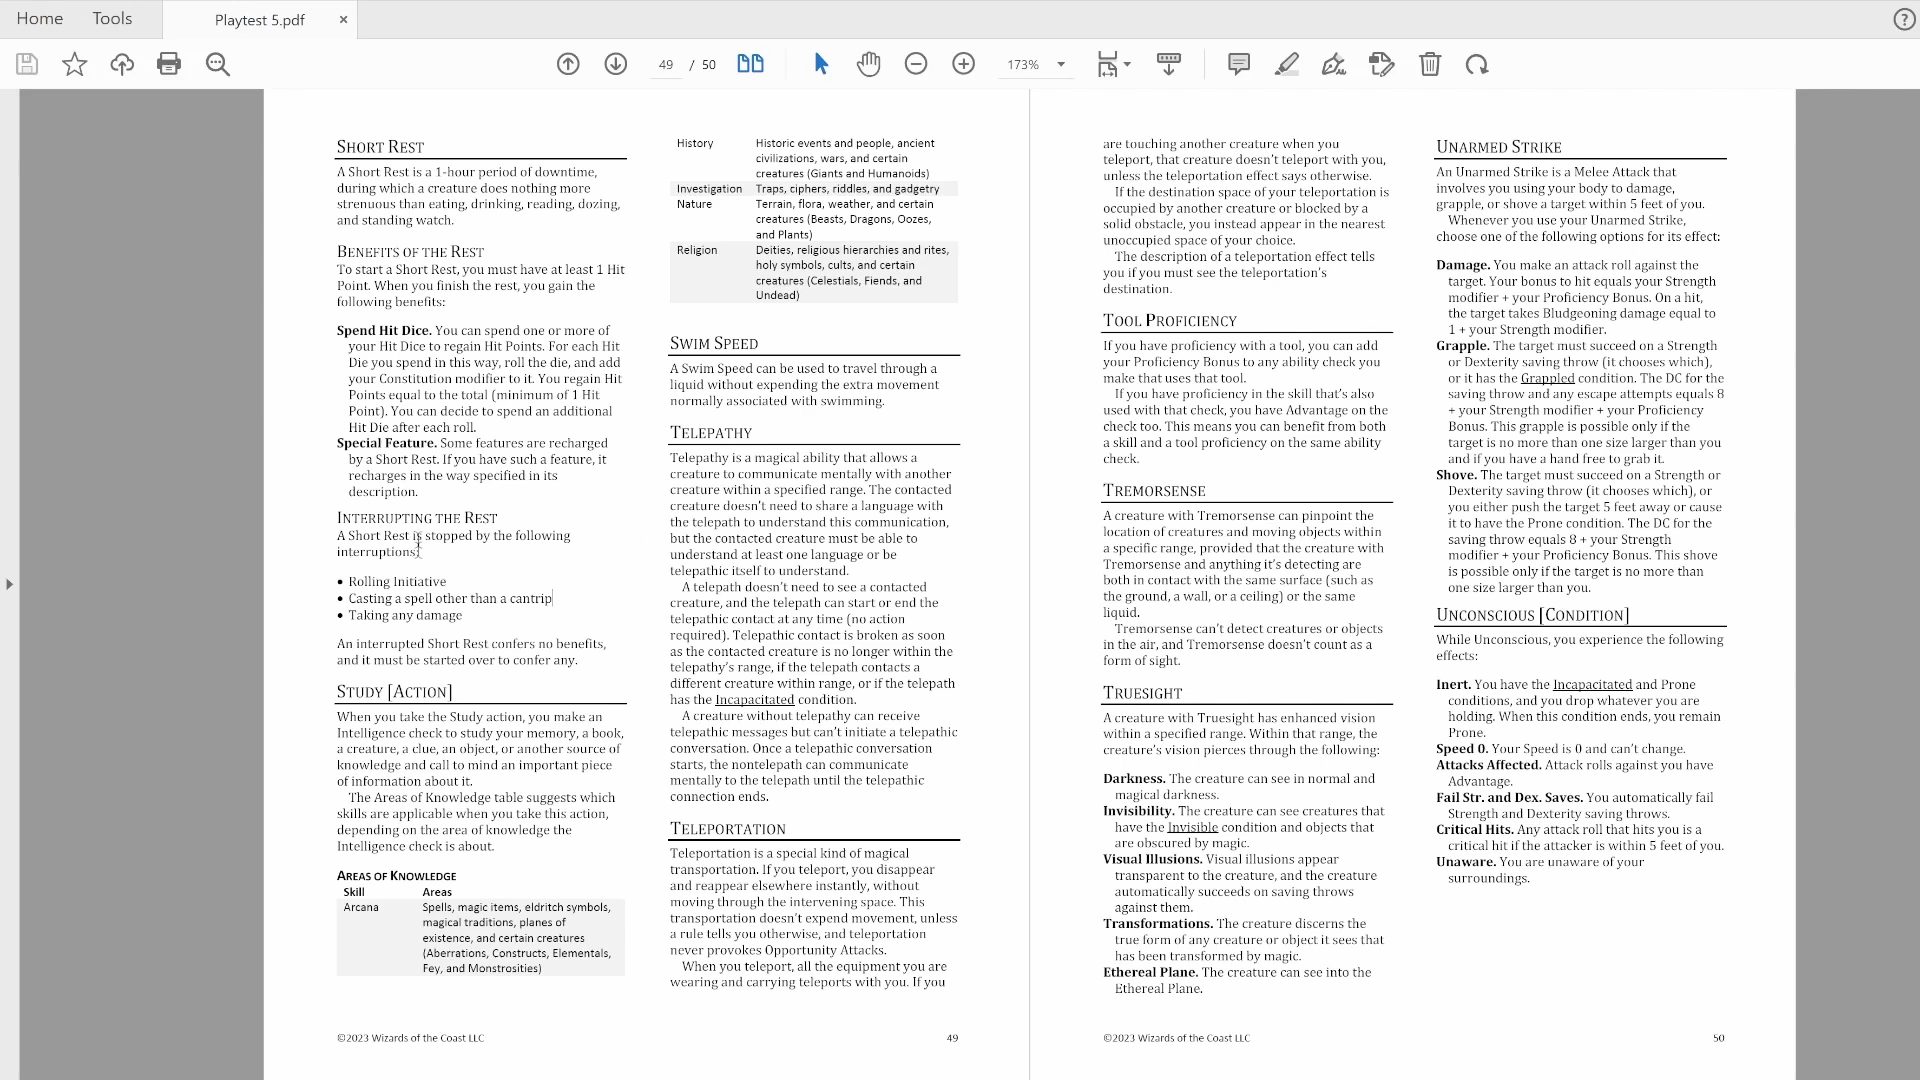 Home
Tools
Playtest 5.pdf
49 / 50
173%
SHORT REST
A Short Rest is a 1-hour period of downtime,
during which a creature does nothing more
strenuous than eating, drinking, reading, dozing,
and standing watch.
BENEFITS OF THE REST
To start a Short Rest, you must have at least 1 Hit
Point. When you finish the rest, you gain the
following benefits:
Spend Hit Dice. You can spend one or more of
your Hit Dice to regain Hit Points. For each Hit
Die you spend in this way, roll the die, and add
your Constitution modifier to it. You regain Hit
Points equal to the total (minimum of 1 Hit
Point). You can decide to spend an additional
Hit Die after each roll.
Special Feature. Some features are recharged
by a Short Rest. If you have such a feature, it
recharges in the way specified in its
description.
INTERRUPTING THE REST
A Short Rest is stopped by the following
interruptions:
• Rolling Initiative
• Casting a spell other than a cantrip
• Taking any damage
An interrupted Short Rest confers no benefits,
and it must be started over to confer any.
STUDY [ACTION]
When you take the Study action, you make an
Intelligence check to study your memory, a book,
a creature, a clue, an object, or another source of
knowledge and call to mind an important piece
of information about it.
The Areas of Knowledge table suggests which
skills are applicable when you take this action,
depending on the area of knowledge the
Intelligence check is about.
AREAS OF KNOWLEDGE
Skill Areas
Arcana Spells, magic items, eldritch symbols,
magical traditions, planes of
existence, and certain creatures
(Aberrations, Constructs, Elementals,
Fey, and Monstrosities)
©2023 Wizards of the Coast LLC
History Historic events and people, ancient
civilizations, wars, and certain
creatures (Giants and Humanoids)
Investigation Traps, ciphers, riddles, and gadgetry
Nature Terrain, flora, weather, and certain
creatures (Beasts, Dragons, Oozes,
and Plants)
Religion Deities, religious hierarchies and rites,
holy symbols, cults, and certain
creatures (Celestials, Fiends, and
Undead)
SWIM SPEED
A Swim Speed can be used to travel through a
liquid without expending the extra movement
normally associated with swimming.
TELEPATHY
Telepathy is a magical ability that allows a
creature to communicate mentally with another
creature within a specified range. The contacted
creature doesn't need to share a language with
the telepath to understand this communication,
but the contacted creature must be able to
understand at least one language or be
telepathic itself to understand.
A telepath doesn't need to see a contacted
creature, and the telepath can start or end the
telepathic contact at any time (no action
required). Telepathic contact is broken as soon
as the contacted creature is no longer within the
telepathy's range, if the telepath contacts a
different creature within range, or if the telepath
has the Incapacitated condition.
A creature without telepathy can receive
telepathic messages but can't initiate a telepathic
conversation. Once a telepathic conversation
starts, the nontelepath can communicate
mentally to the telepath until the telepathic
connection ends.
TELEPORTATION
Teleportation is a special kind of magical
transportation. If you teleport, you disappear
and reappear elsewhere instantly, without
moving through the intervening space. This
transportation doesn't expend movement, unless
a rule tells you otherwise, and teleportation
never provokes Opportunity Attacks.
When you teleport, all the equipment you are
wearing and carrying teleports with you. If you
49
are touching another creature when you
teleport, that creature doesn't teleport with you,
unless the teleportation effect says otherwise.
If the destination space of your teleportation is
occupied by another creature or blocked by a
solid obstacle, you instead appear in the nearest
unoccupied space of your choice.
The description of a teleportation effect tells
you if you must see the teleportation's
destination.
TOOL PROFICIENCY
If you have proficiency with a tool, you can add
your Proficiency Bonus to any ability check you
make that uses that tool.
If you have proficiency in the skill that's also
used with that check, you have Advantage on the
check too. This means you can benefit from both
a skill and a tool proficiency on the same ability
check.
TREMORSENSE
A creature with Tremorsense can pinpoint the
location of creatures and moving objects within
a specific range, provided that the creature with
Tremorsense and anything it's detecting are
both in contact with the same surface (such as
the ground, a wall, or a ceiling) or the same
liquid.
Tremorsense can't detect creatures or objects
in the air, and Tremorsense doesn't count as a
form of sight.
TRUESIGHT
A creature with Truesight has enhanced vision
within a specified range. Within that range, the
creature's vision pierces through the following:
Darkness. The creature can see in normal and
magical darkness.
Invisibility. The creature can see creatures that
have the Invisible condition and objects that
are obscured by magic.
Visual Illusions. Visual illusions appear
transparent to the creature, and the creature
automatically succeeds on saving throws
against them.
Transformations. The creature discerns the
true form of any creature or object it sees that
has been transformed by magic.
Ethereal Plane. The creature can see into the
Ethereal Plane.
©2023 Wizards of the Coast LLC
UNARMED STRIKE
An Unarmed Strike is a Melee Attack that
involves you using your body to damage,
grapple, or shove a target within 5 feet of you.
Whenever you use your Unarmed Strike,
choose one of the following options for its effect:
Damage. You make an attack roll against the
target. Your bonus to hit equals your Strength
modifier + your Proficiency Bonus. On a hit,
the target takes Bludgeoning damage equal to
1 + your Strength modifier.
Grapple. The target must succeed on a Strength
or Dexterity saving throw (it chooses which),
or it has the Grappled condition. The DC for the
saving throw and any escape attempts equals 8
+ your Strength modifier + your Proficiency
Bonus. This grapple is possible only if the
target is no more than one size larger than you
and if you have a hand free to grab it.
Shove. The target must succeed on a Strength or
Dexterity saving throw (it chooses which), or
you either push the target 5 feet away or cause
it to have the Prone condition. The DC for the
saving throw equals 8 + your Strength
modifier + your Proficiency Bonus. This shove
is possible only if the target is no more than
one size larger than you.
UNCONSCIOUS [CONDITION]
While Unconscious, you experience the following
effects:
Inert. You have the Incapacitated and Prone
conditions, and you drop whatever you are
holding. When this condition ends, you remain
Prone.
Speed 0. Your Speed is 0 and can't change.
Attacks Affected. Attack rolls against you have
Advantage.
Fail Str. and Dex. Saves. You automatically fail
Strength and Dexterity saving throws.
Critical Hits. Any attack roll that hits you is a
critical hit if the attacker is within 5 feet of you.
Unaware. You are unaware of your
surroundings.
50